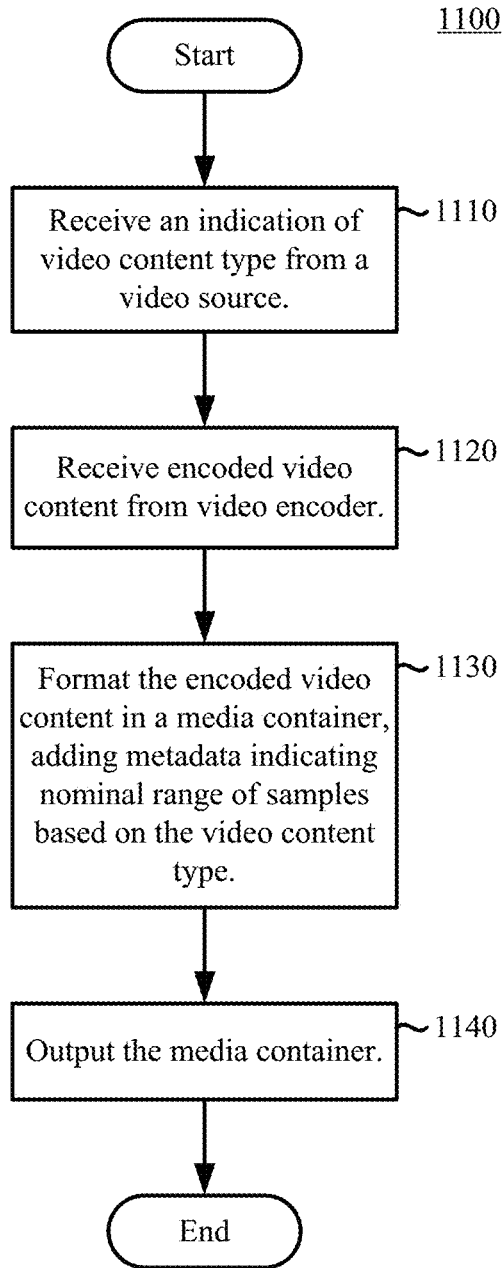 1100
Start
Receive an indication of
video content type from a
video source.
1110
Receive encoded video
content from video encoder.
1120
Format the encoded video
content in a media container,
adding metadata indicating
nominal range of samples
based on the video content
type.
1130
Output the media container.
1140
End